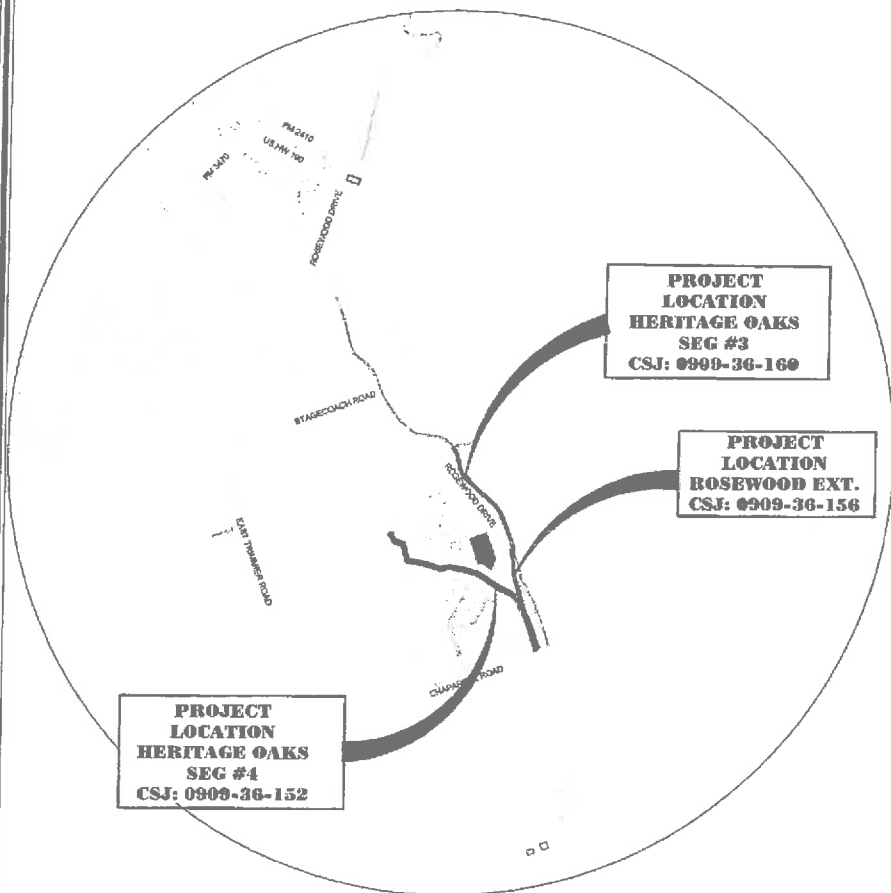 FM 2410
US HW 190
FM 3470
ROSEWOOD DRIVE
PROJECT
LOCATION
HERITAGE OAKS
SEG #3
CSJ: 0909-36-160
STAGECOACH ROAD
PROJECT
LOCATION
ROSEWOOD EXT.
CSJ: 0909-36-156
ROSEWOOD DRIVE
EAST TRIMMIER ROAD
CHAPARRAL ROAD
PROJECT
LOCATION
HERITAGE OAKS
SEG #4
CSJ: 0909-36-152